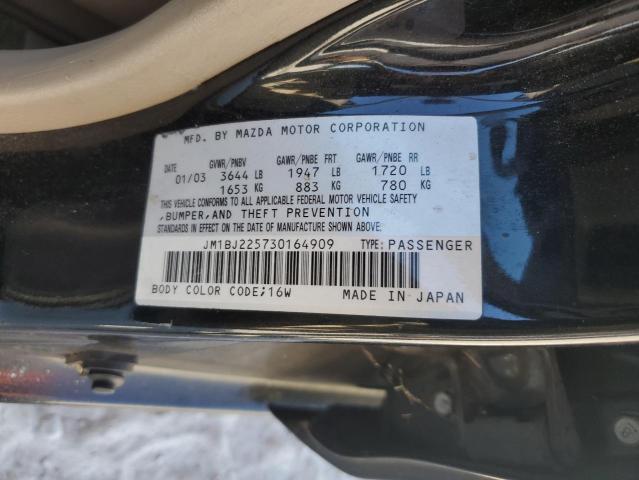 MFD. BY MAZDA MOTOR CORPORATION
DATE GVWR/PNBV GAWR/PNBE FRT GAWR/PNBE RR
01/03 3644 LB 1947 LB 1720 LB
1653 KG 883 KG 780 KG
THIS VEHICLE CONFORMS TO ALL APPLICABLE FEDERAL MOTOR VEHICLE SAFETY
,BUMPER,AND THEFT PREVENTION
STANDARDS IN EFFECT ON THE DATE OF MANUFACTURE SHOWN ABOVE.
JM1BJ225730164909 TYPE: PASSENGER
BODY COLOR CODE;16W MADE IN JAPAN